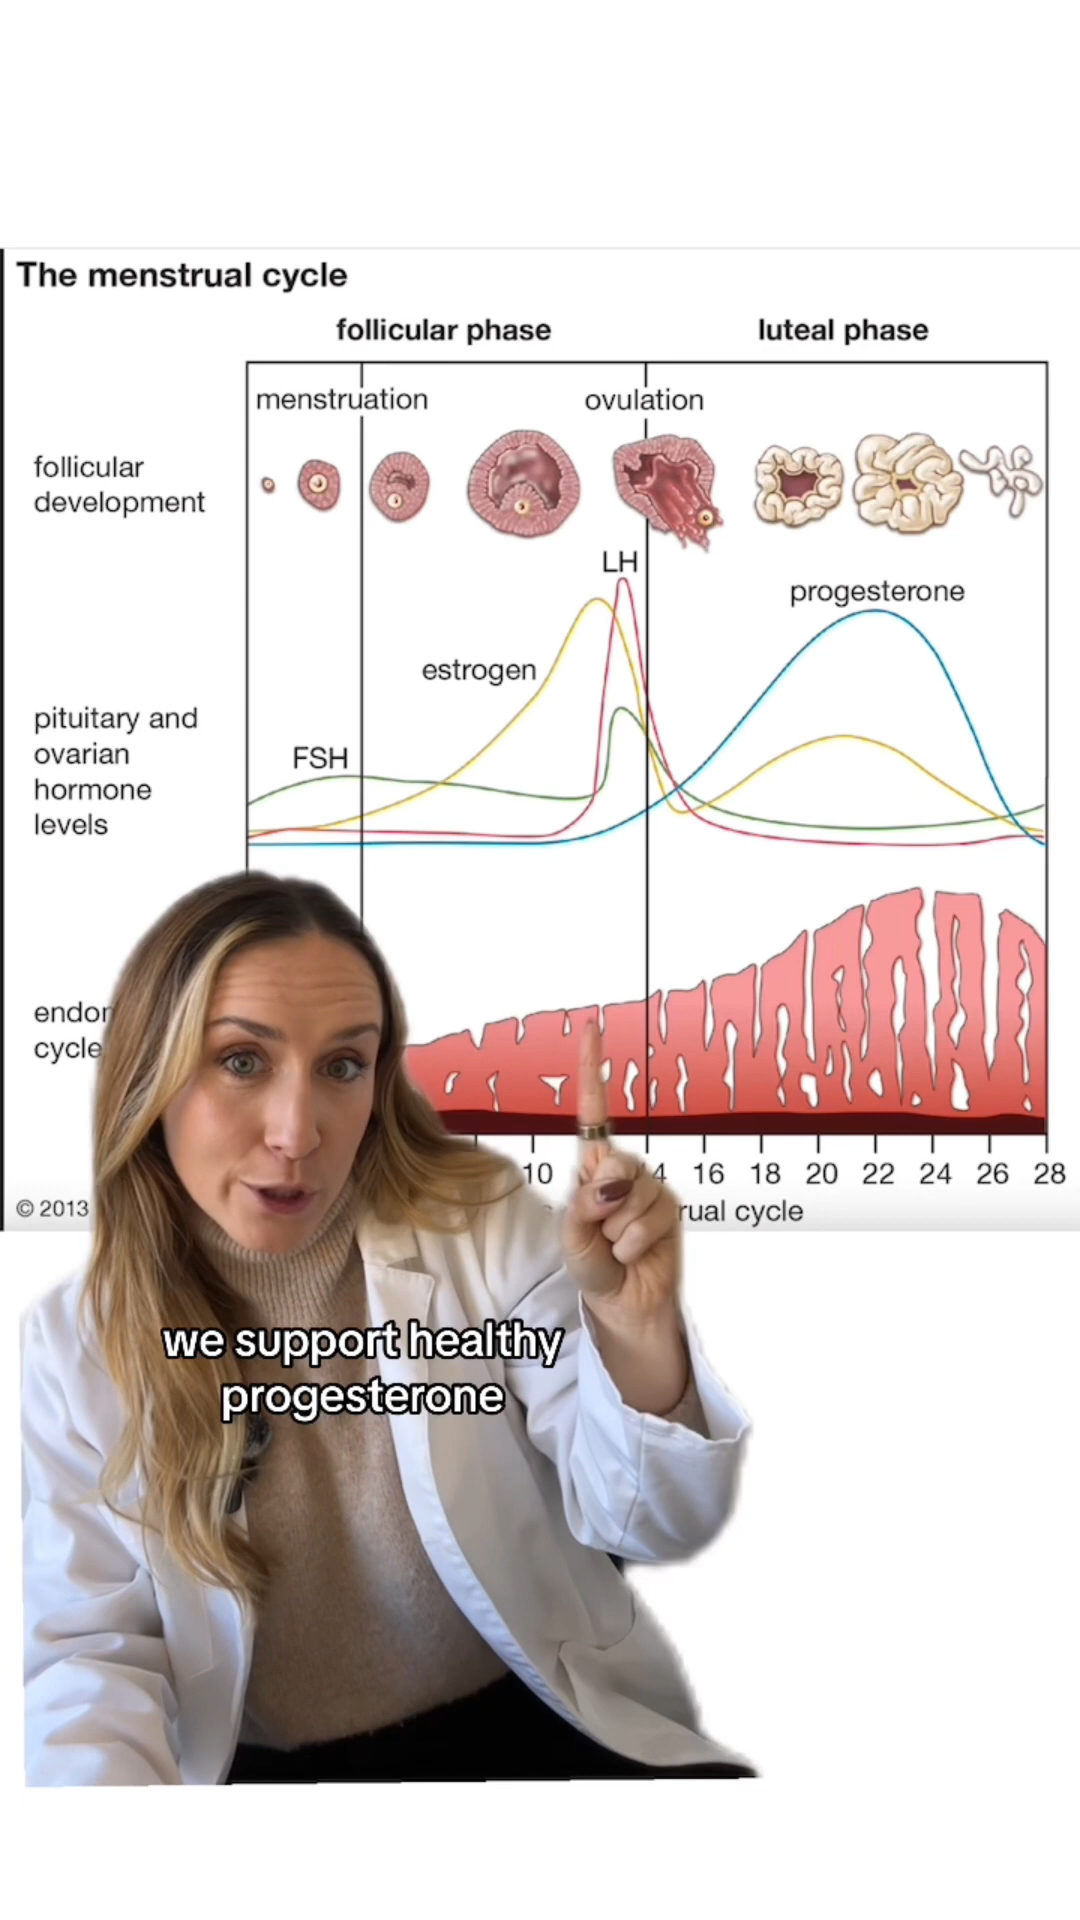 The menstrual cycle
follicular phase
luteal phase
menstruation
ovulation
follicular
development
LH
progesterone
estrogen
pituitary and
ovarian
hormone
levels
FSH
cycle
10
16 18 20 22 24 26 28
© 2013
cycle
we support healthy
progesterone